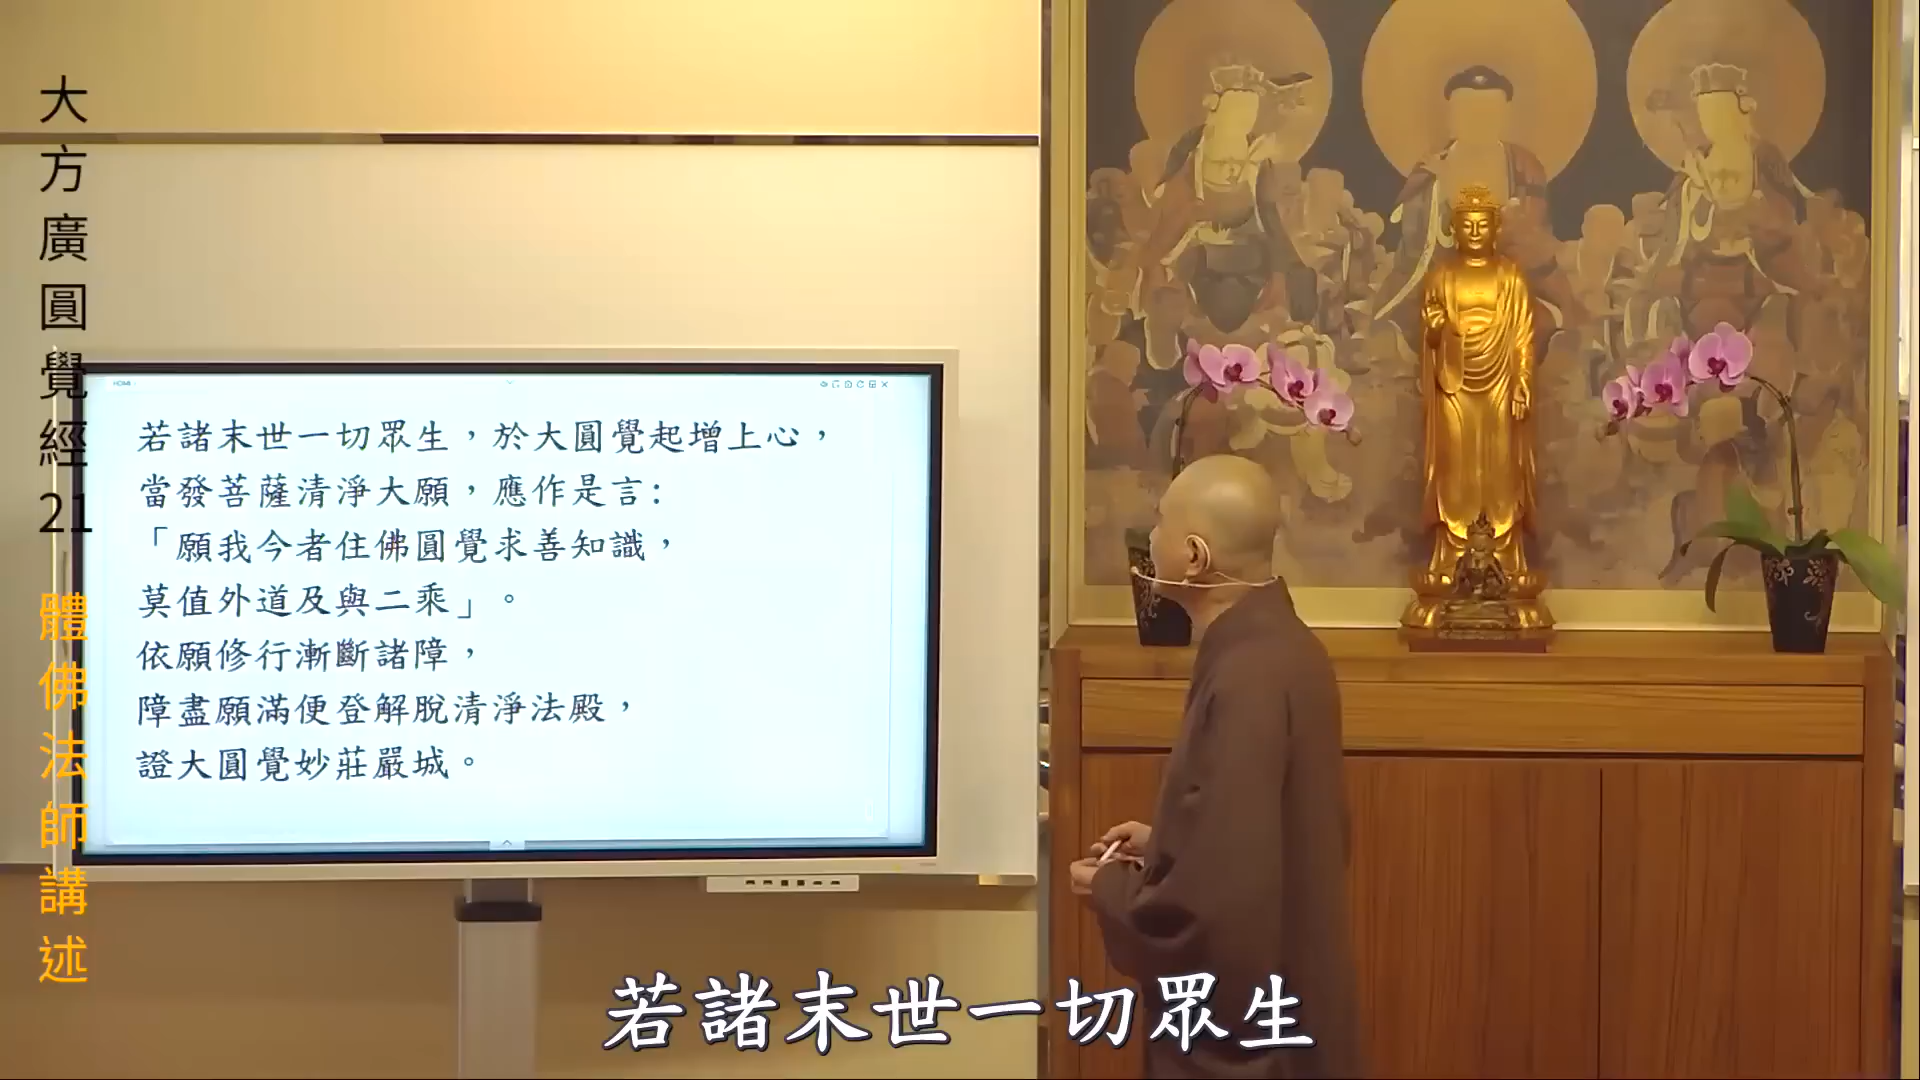 大方廣圓覺經21 體佛法師講述
HOME
若諸末世一切眾生，於大圓覺起增上心，
當發菩薩清淨大願，應作是言：
「願我今者住佛圓覺求善知識，
莫值外道及與二乘」。
依願修行漸斷諸障，
障盡願滿便登解脫清淨法殿，
證大圓覺妙莊嚴城。
若諸末世一切眾生